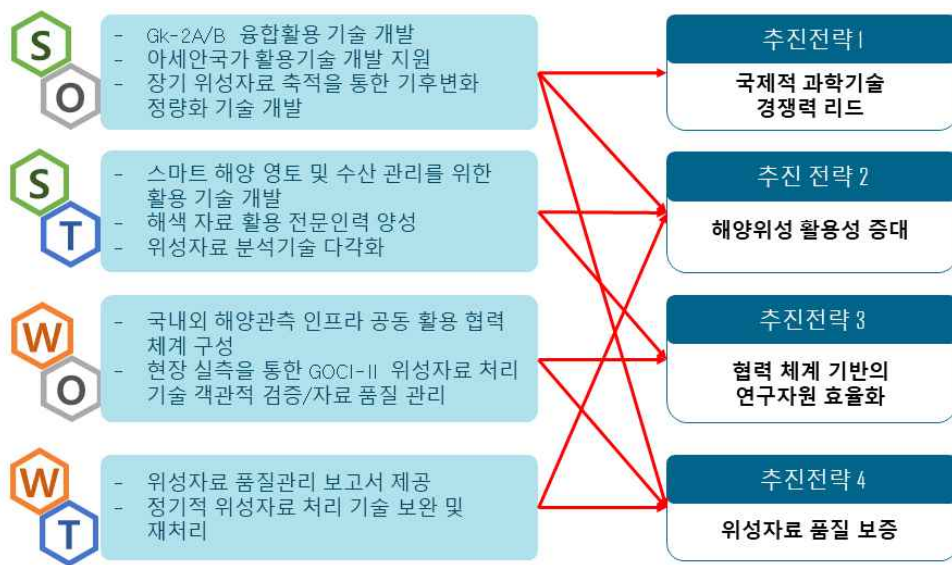 S
O
- Gk-2A/B 융합활용 기술 개발
- 아세안국가 활용기술 개발 지원
- 장기 위성자료 축적을 통한 기후변화
정량화 기술 개발
추진전략 1
국제적 과학기술
경쟁력 리드
S
T
- 스마트 해양 영토 및 수산 관리를 위한
활용 기술 개발
- 해색 자료 활용 전문인력 양성
- 위성자료 분석기술 다각화
추진 전략 2
해양위성 활용성 증대
W
O
- 국내외 해양관측 인프라 공동 활용 협력
체계 구성
- 현장 실측을 통한 GOCI-II 위성자료 처리
기술 객관적 검증/자료 품질 관리
추진전략 3
협력 체계 기반의
연구자원 효율화
W
T
- 위성자료 품질관리 보고서 제공
- 정기적 위성자료 처리 기술 보완 및
재처리
추진전략 4
위성자료 품질 보증